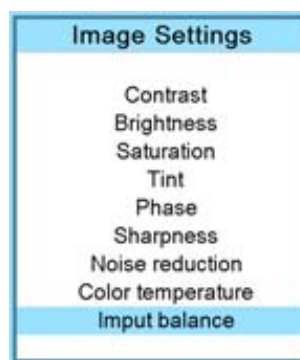 Image Settings
Contrast
Brightness
Saturation
Tint
Phase
Sharpness
Noise reduction
Color temperature
Imput balance